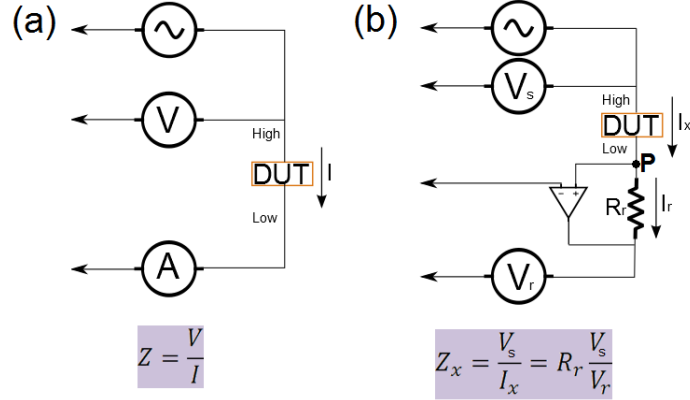 (a)
V
High
DUT
I
Low
A
Z = V/I
(b)
Vs
High
DUT
Ix
Low
P
- +
Rr
Ir
Vr
Zx = Vs/Ix = Rr Vs/Vr